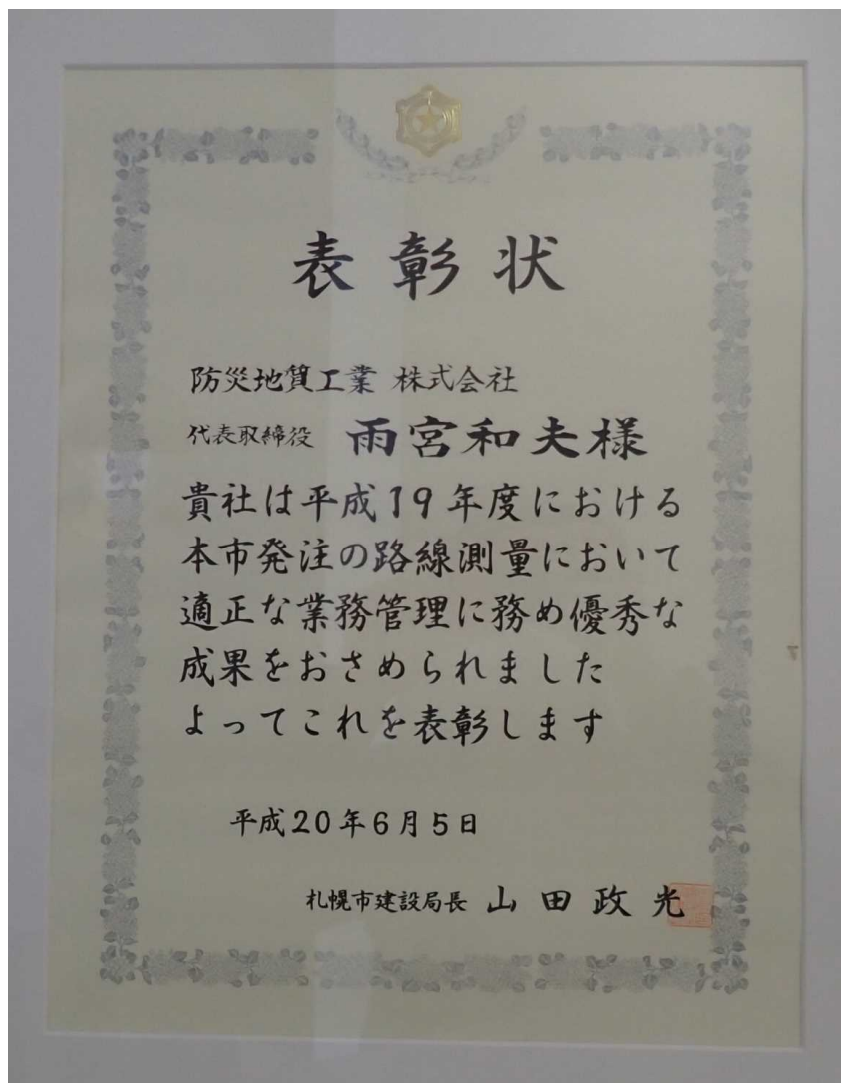 表彰状
防災地質工業 株式会社
代表取締役 雨宮和夫様
貴社は平成19年度における
本市発注の路線測量において
適正な業務管理に務め優秀な
成果をおさめられました
よってこれを表彰します
平成20年6月5日
札幌市建設局長 山田政光